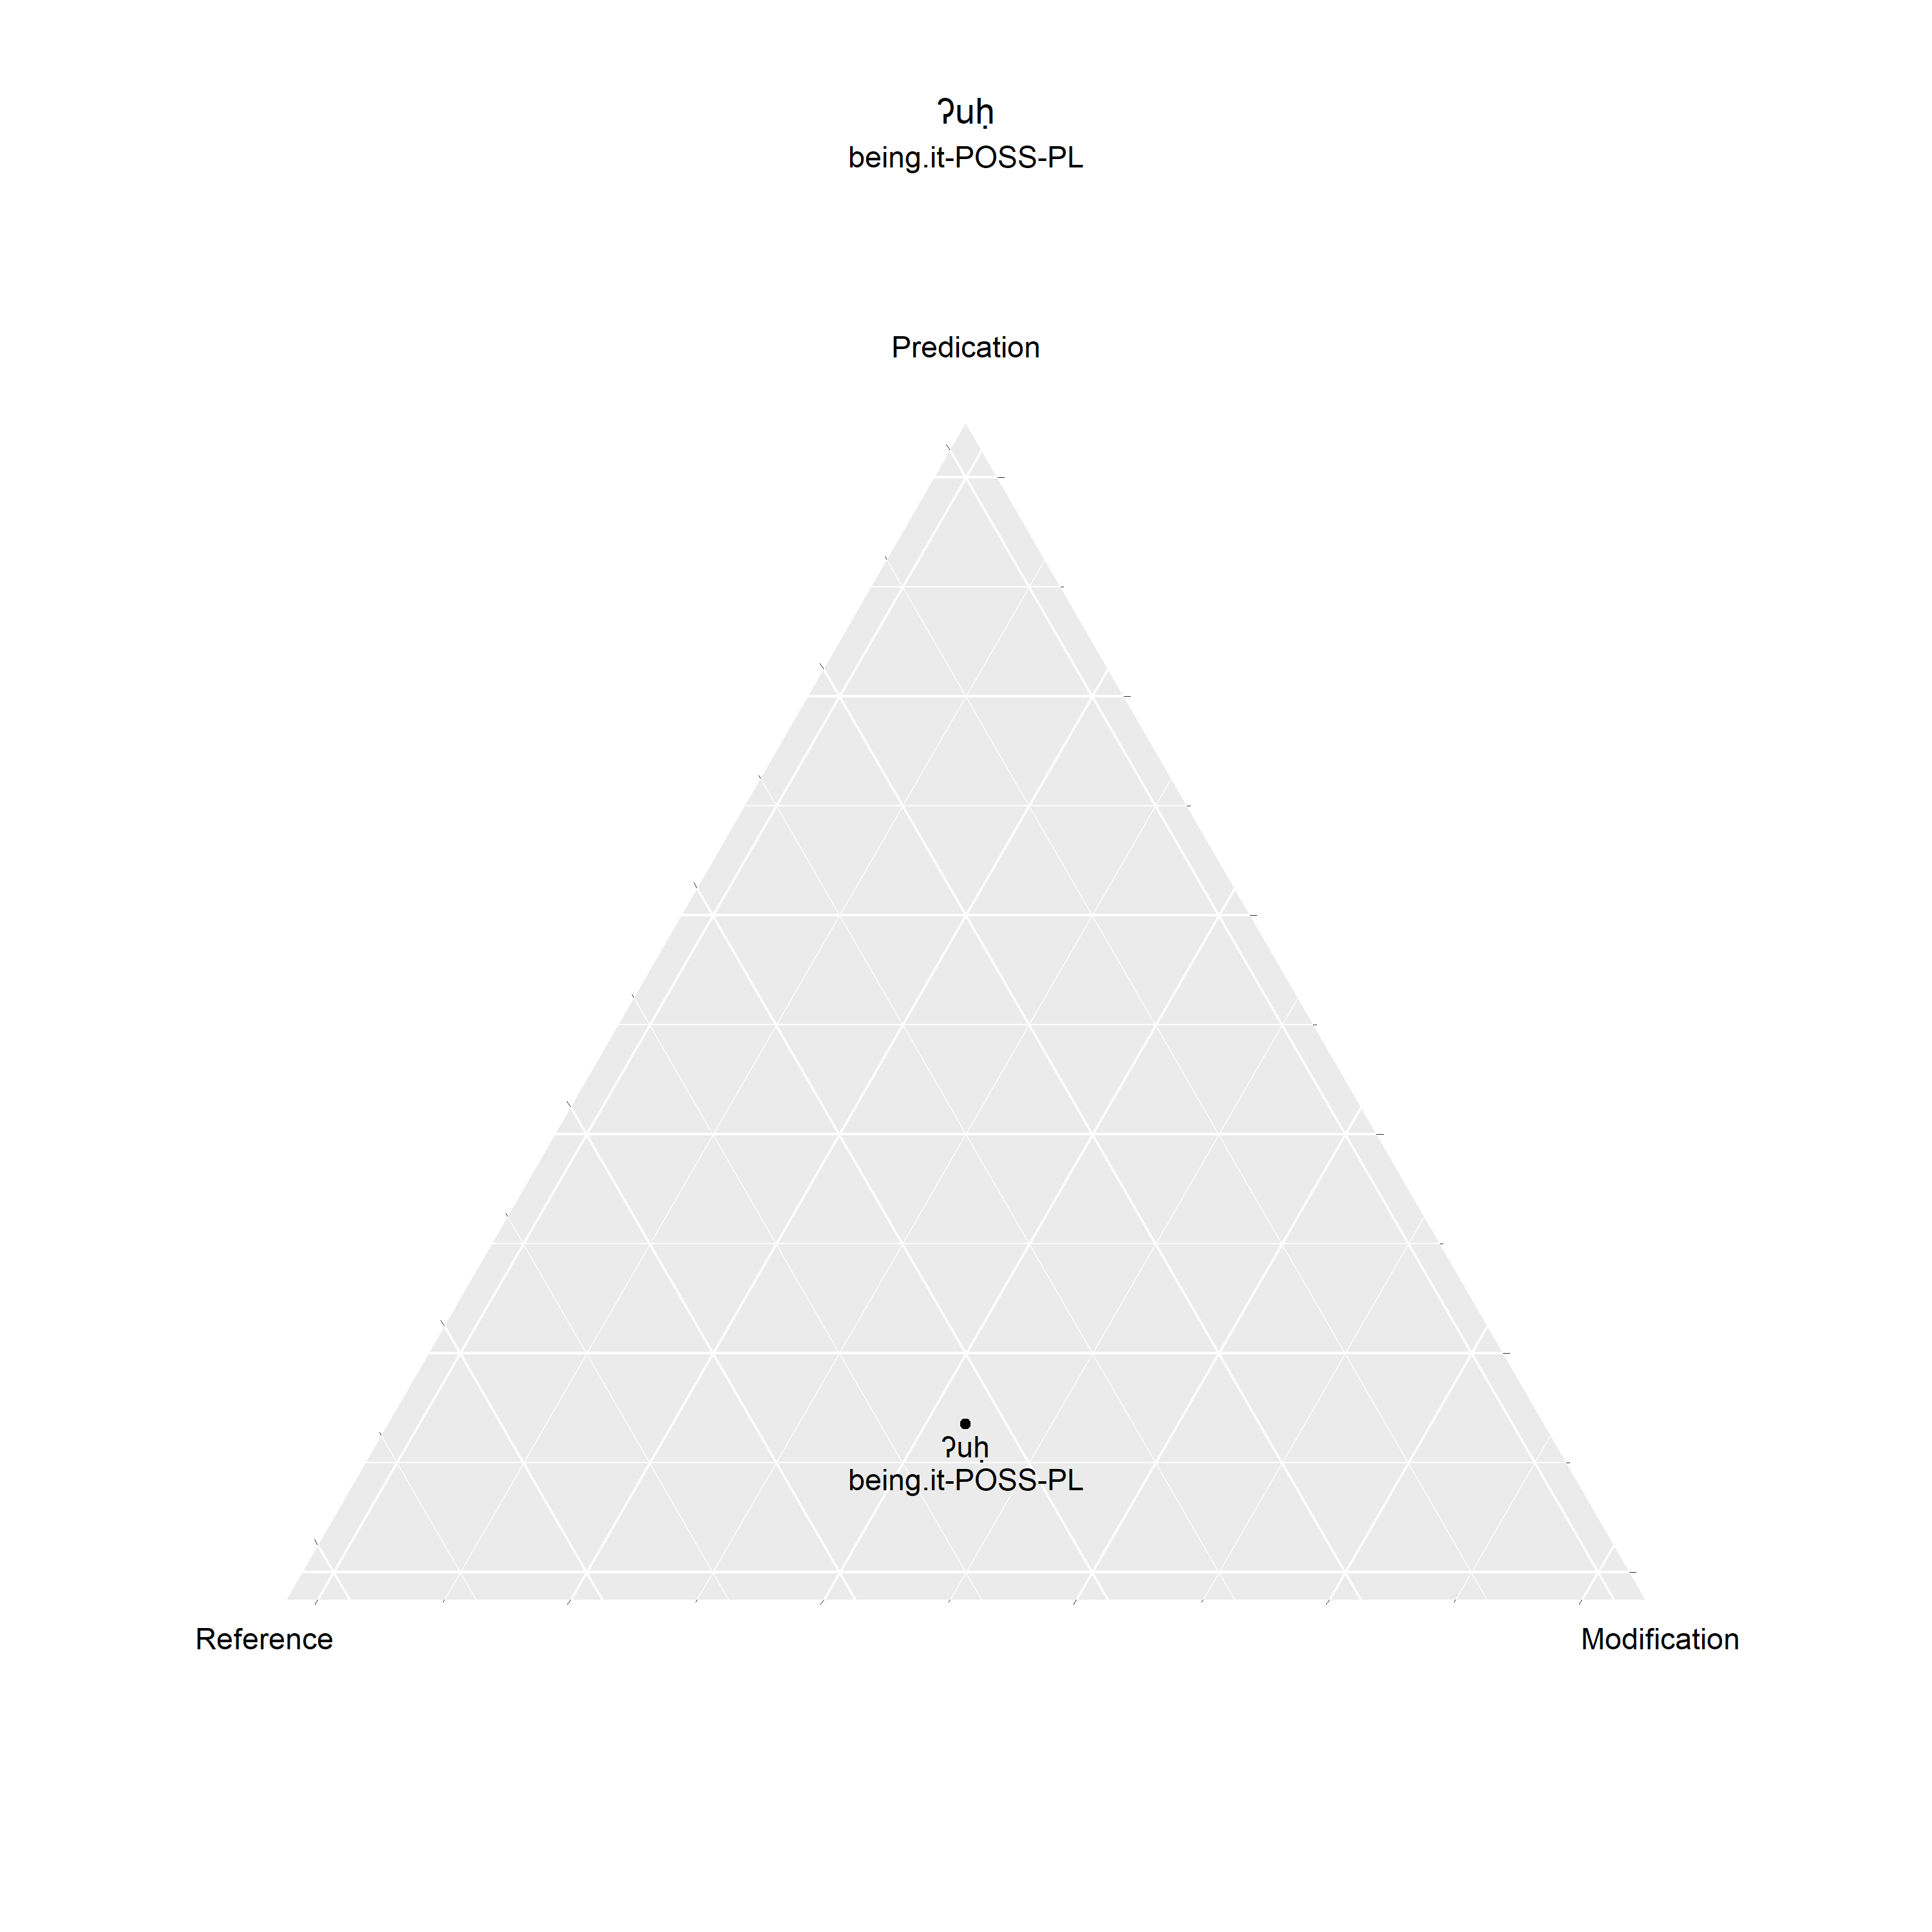 ʔuḥ
being.it-POSS-PL
Predication
ʔuḥ
being.it-POSS-PL
Reference
Modification